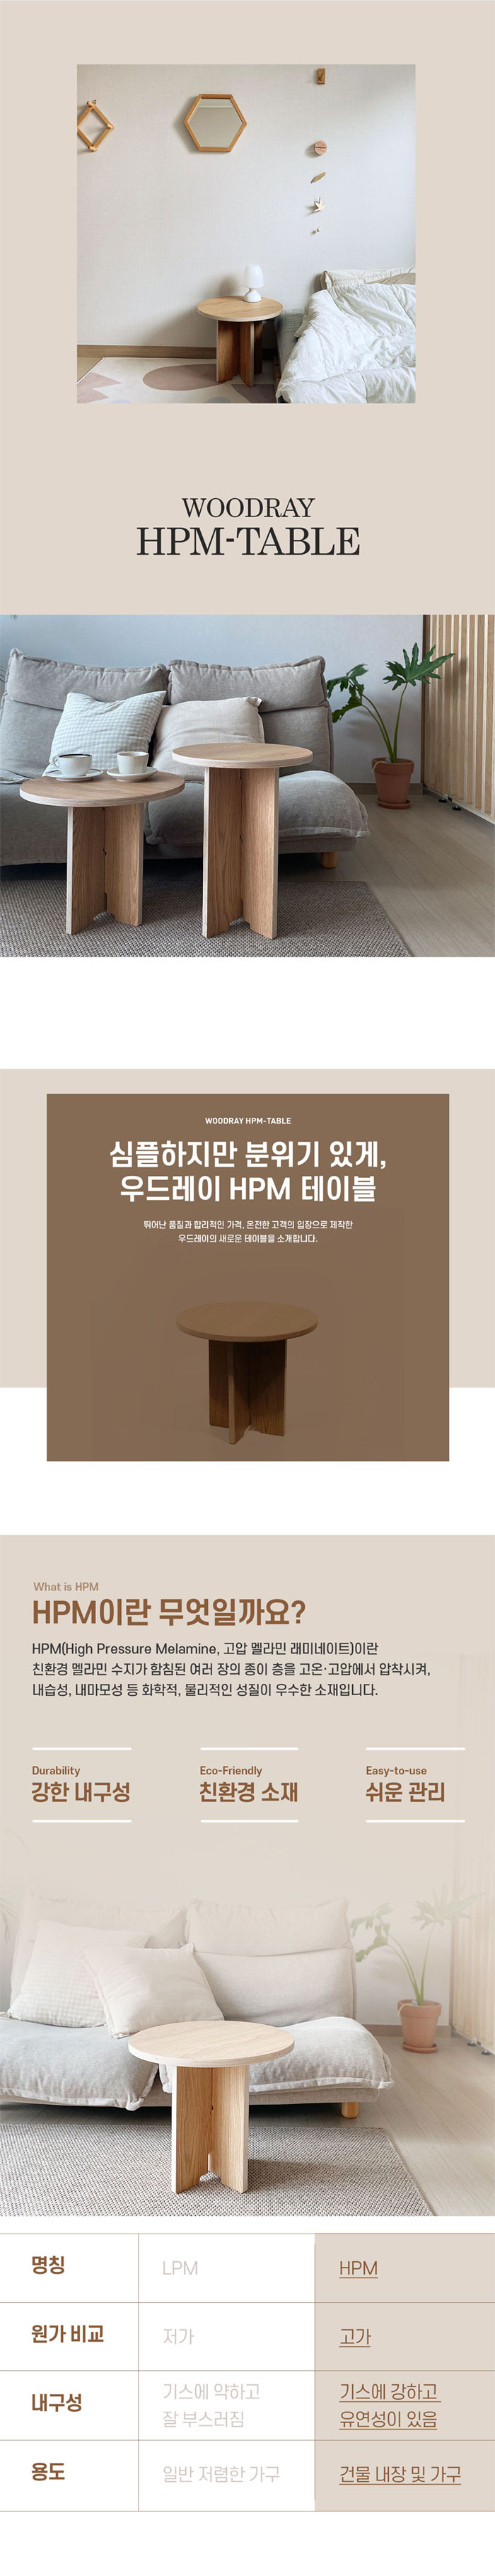 WOODRAY
HPM-TABLE
WOODRAY HPM-TABLE
심플하지만 분위기 있게,
우드레이 HPM 테이블
뛰어난 품질과 합리적인 가격, 온전한 고객의 입장으로 제작한
우드레이의 새로운 테이블을 소개합니다.
What is HPM
HPM이란 무엇일까요?
HPM(High Pressure Melamine, 고압 멜라민 래미네이트)이란
친환경 멜라민 수지가 함침된 여러 장의 종이 층을 고온·고압에서 압착시켜,
내습성, 내마모성 등 화학적, 물리적인 성질이 우수한 소재입니다.
Durability
강한 내구성
Eco-Friendly
친환경 소재
Easy-to-use
쉬운 관리
명칭
LPM
HPM
원가 비교
저가
고가
내구성
기스에 약하고
잘 부스러짐
기스에 강하고
유연성이 있음
용도
일반 저렴한 가구
건물 내장 및 가구